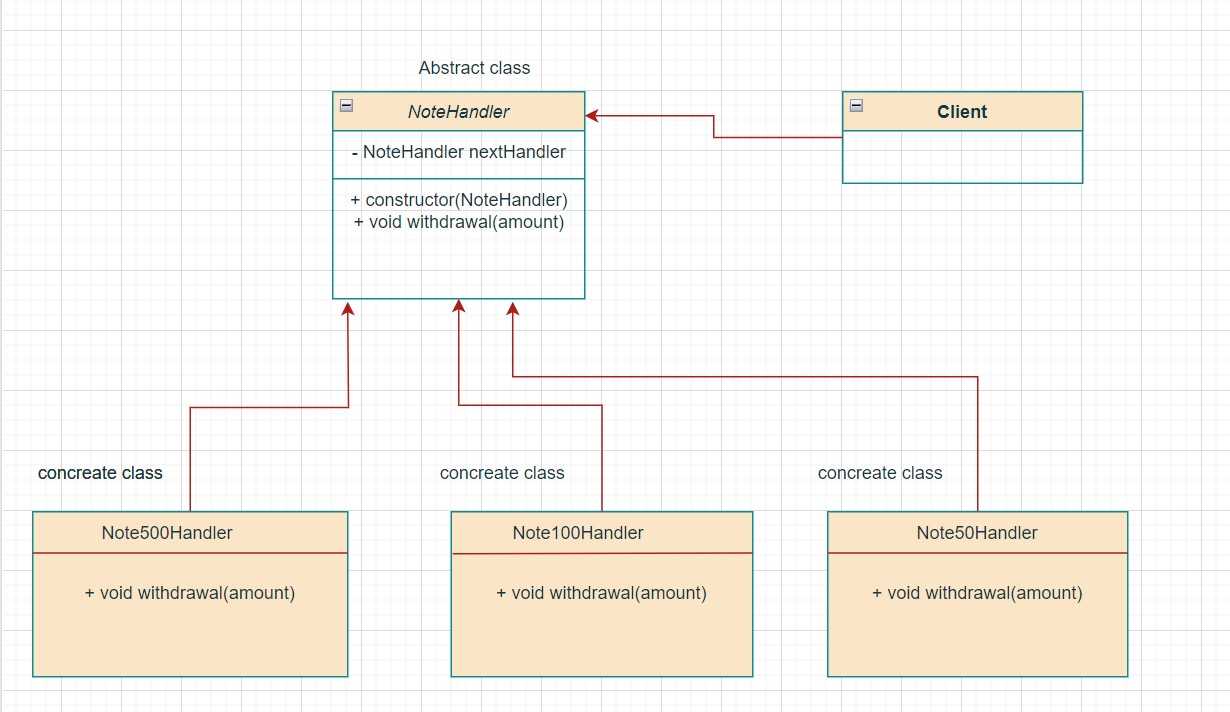 Abstract class
NoteHandler
- NoteHandler nextHandler
+ constructor(NoteHandler)
+ void withdrawal(amount)
Client
concreate class
Note500Handler
+ void withdrawal(amount)
concreate class
Note100Handler
+ void withdrawal(amount)
concreate class
Note50Handler
+ void withdrawal(amount)